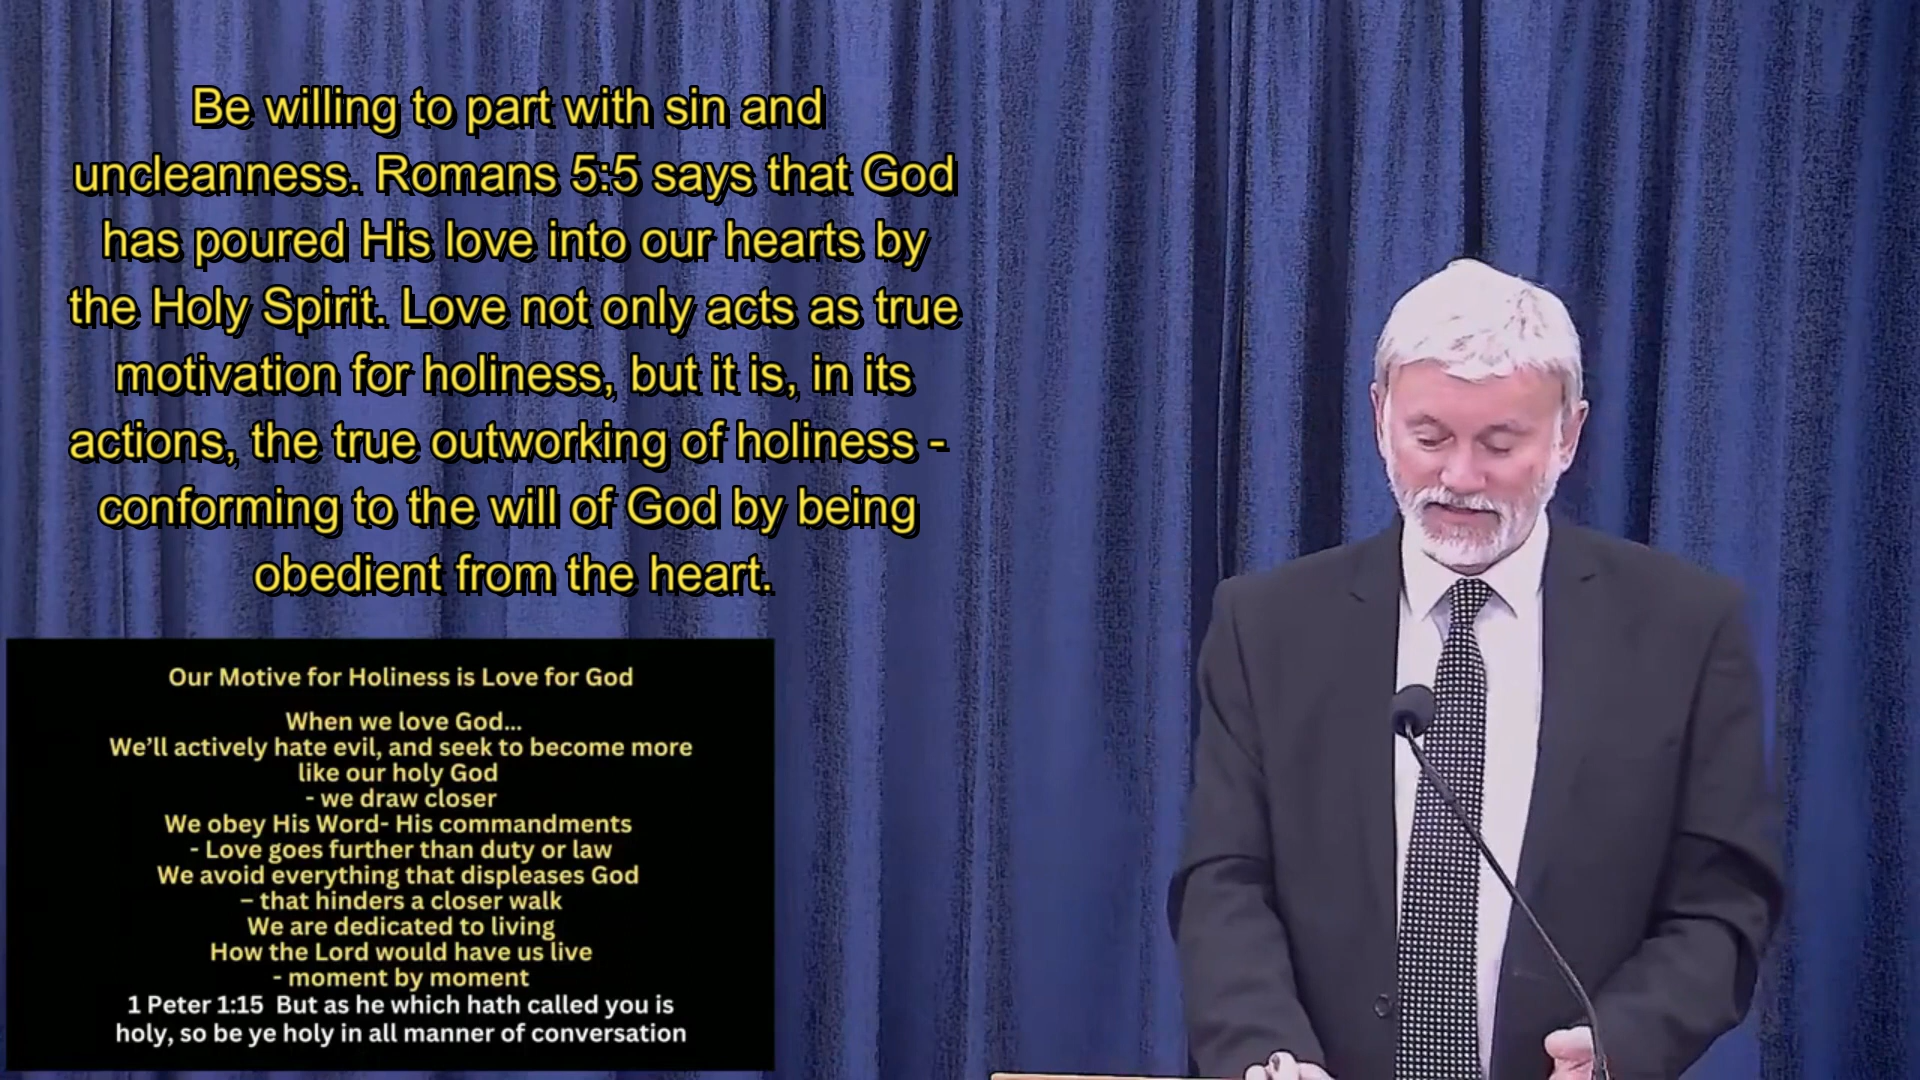 Be willing to part with sin and
uncleanness. Romans 5:5 says that God
has poured His love into our hearts by
the Holy Spirit. Love not only acts as true
motivation for holiness, but it is, in its
actions, the true outworking of holiness -
conforming to the will of God by being
obedient from the heart.
Our Motive for Holiness is Love for God
When we love God...
We’ll actively hate evil, and seek to become more
like our holy God
- we draw closer
We obey His Word- His commandments
- Love goes further than duty or law
We avoid everything that displeases God
– that hinders a closer walk
We are dedicated to living
How the Lord would have us live
- moment by moment
1 Peter 1:15 But as he which hath called you is
holy, so be ye holy in all manner of conversation